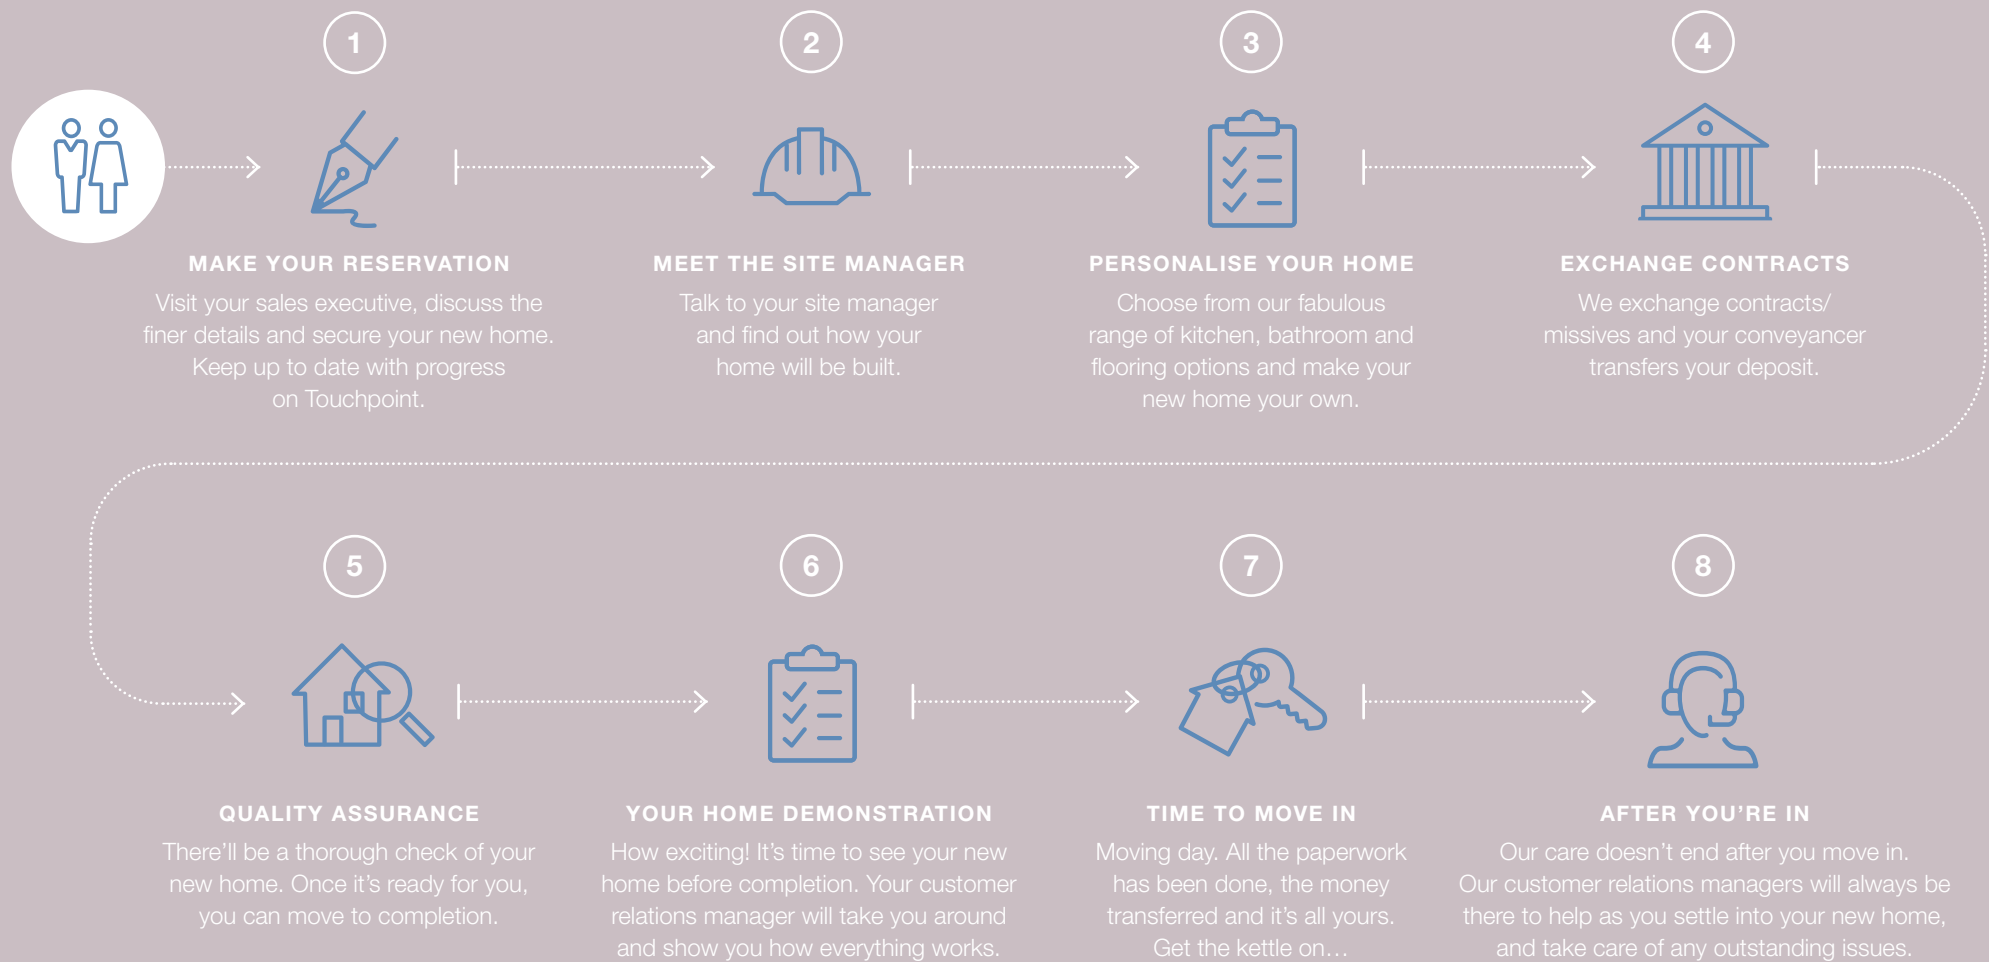 1
MAKE YOUR RESERVATION
Visit your sales executive, discuss the
finer details and secure your new home.
Keep up to date with progress
on Touchpoint.
2
MEET THE SITE MANAGER
Talk to your site manager
and find out how your
home will be built.
3
PERSONALISE YOUR HOME
Choose from our fabulous
range of kitchen, bathroom and
flooring options and make your
new home your own.
4
EXCHANGE CONTRACTS
We exchange contracts/
missives and your conveyancer
transfers your deposit.
5
QUALITY ASSURANCE
There’ll be a thorough check of your
new home. Once it’s ready for you,
you can move to completion.
6
YOUR HOME DEMONSTRATION
How exciting! It’s time to see your new
home before completion. Your customer
relations manager will take you around
and show you how everything works.
7
TIME TO MOVE IN
Moving day. All the paperwork
has been done, the money
transferred and it’s all yours.
Get the kettle on…
8
AFTER YOU’RE IN
Our care doesn’t end after you move in.
Our customer relations managers will always be
there to help as you settle into your new home,
and take care of any outstanding issues.